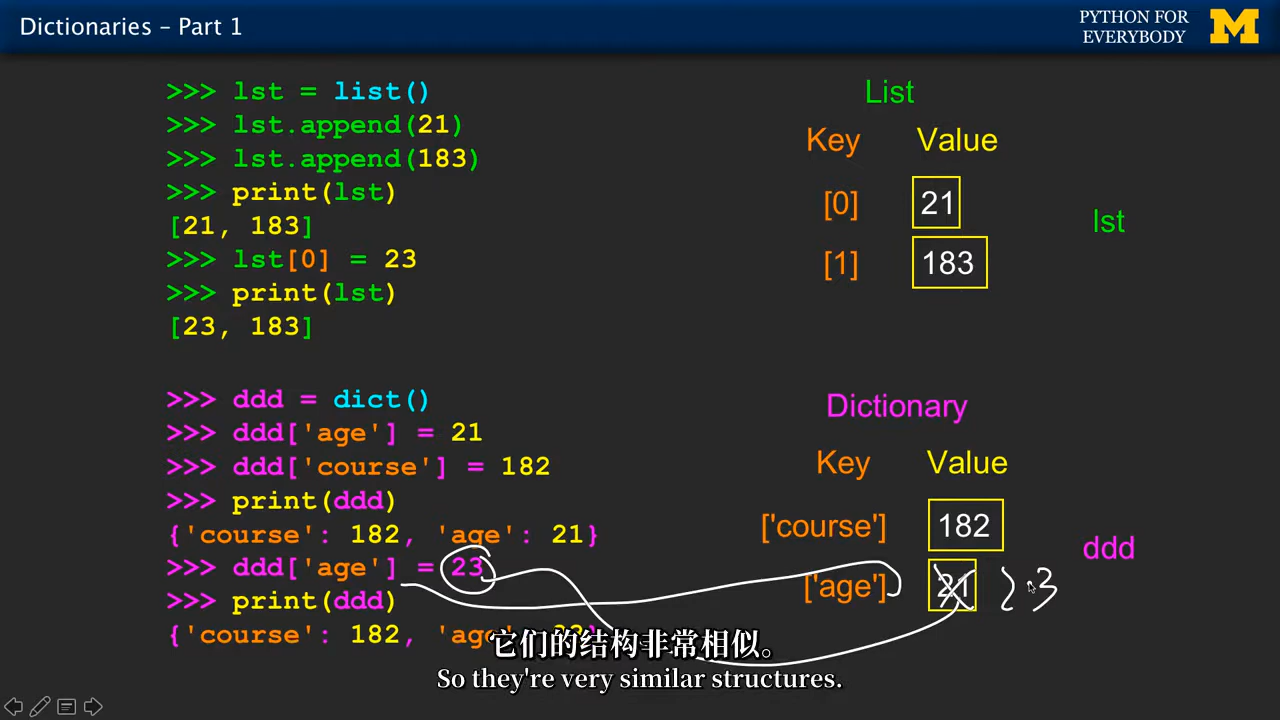 Dictionaries – Part 1
PYTHON FOR
EVERYBODY
M
>>> lst = list()
>>> lst.append(21)
>>> lst.append(183)
>>> print(lst)
[21, 183]
>>> lst[0] = 23
>>> print(lst)
[23, 183]
List
Key Value
[0] 21
[1] 183
lst
>>> ddd = dict()
>>> ddd['age'] = 21
>>> ddd['course'] = 182
>>> print(ddd)
{'course': 182, 'age': 21}
>>> ddd['age'] = 23
>>> print(ddd)
{'course': 182, 'age'
Dictionary
Key Value
['course'] 182
['age'] 21 23
ddd
它们的结构非常相似。
So they're very similar structures.